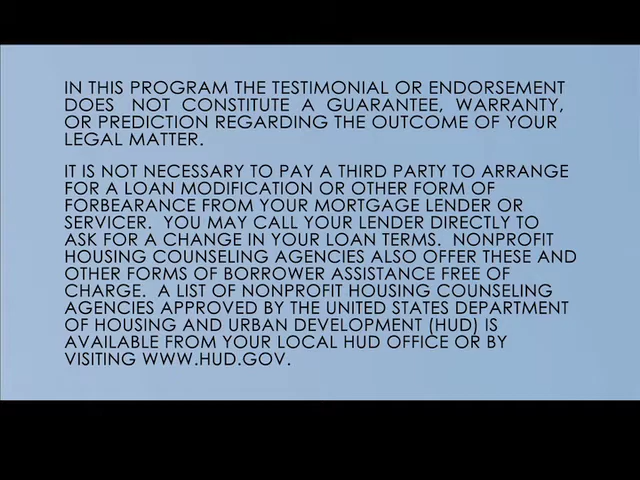 IN THIS PROGRAM THE TESTIMONIAL OR ENDORSEMENT
DOES NOT CONSTITUTE A GUARANTEE, WARRANTY,
OR PREDICTION REGARDING THE OUTCOME OF YOUR
LEGAL MATTER.
IT IS NOT NECESSARY TO PAY A THIRD PARTY TO ARRANGE
FOR A LOAN MODIFICATION OR OTHER FORM OF
FORBEARANCE FROM YOUR MORTGAGE LENDER OR
SERVICER. YOU MAY CALL YOUR LENDER DIRECTLY TO
ASK FOR A CHANGE IN YOUR LOAN TERMS. NONPROFIT
HOUSING COUNSELING AGENCIES ALSO OFFER THESE AND
OTHER FORMS OF BORROWER ASSISTANCE FREE OF
CHARGE. A LIST OF NONPROFIT HOUSING COUNSELING
AGENCIES APPROVED BY THE UNITED STATES DEPARTMENT
OF HOUSING AND URBAN DEVELOPMENT (HUD) IS
AVAILABLE FROM YOUR LOCAL HUD OFFICE OR BY
VISITING WWW.HUD.GOV.